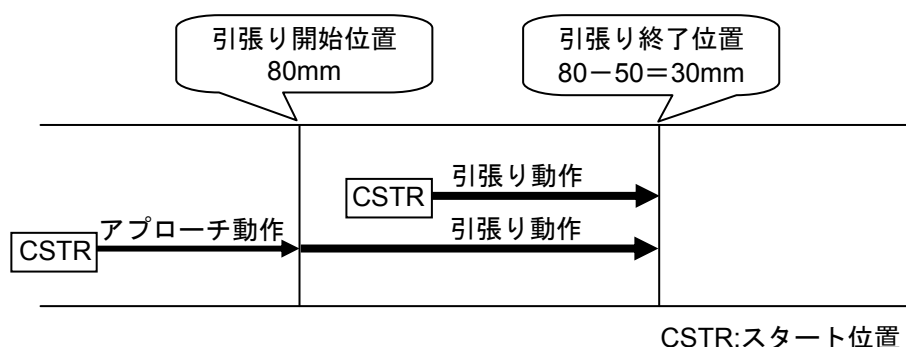 引張り開始位置
80mm
引張り終了位置
80－50＝30mm
引張り動作
CSTR
アプローチ動作
引張り動作
CSTR
CSTR:スタート位置